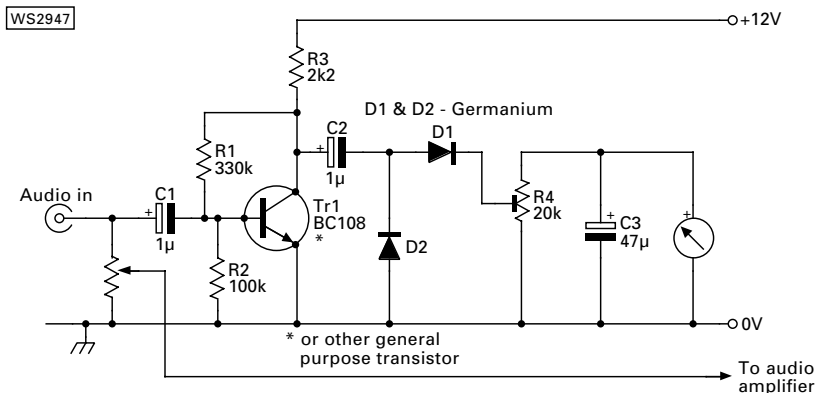 WS2947
+12V
R3
2k2
D1 & D2 - Germanium
C2
D1
+
1µ
R1
330k
Audio in
C1
+
1µ
Tr1
BC108
*
R4
20k
+
C3
47µ
+
D2
R2
100k
0V
* or other general
purpose transistor
To audio
amplifier